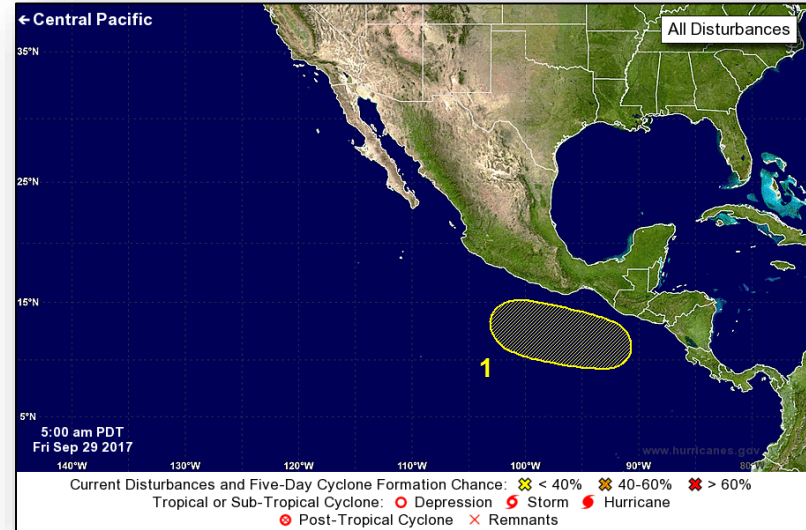 ← Central Pacific
All Disturbances
35°N
25°N
15°N
1
5°N
5:00 am PDT
Fri Sep 29 2017
www.hurricanes.gov
140°W 130°W 120°W 110°W 100°W 90°W 80°W
Current Disturbances and Five-Day Cyclone Formation Chance: < 40% 40-60% > 60%
Tropical or Sub-Tropical Cyclone: Depression Storm Hurricane
Post-Tropical Cyclone Remnants